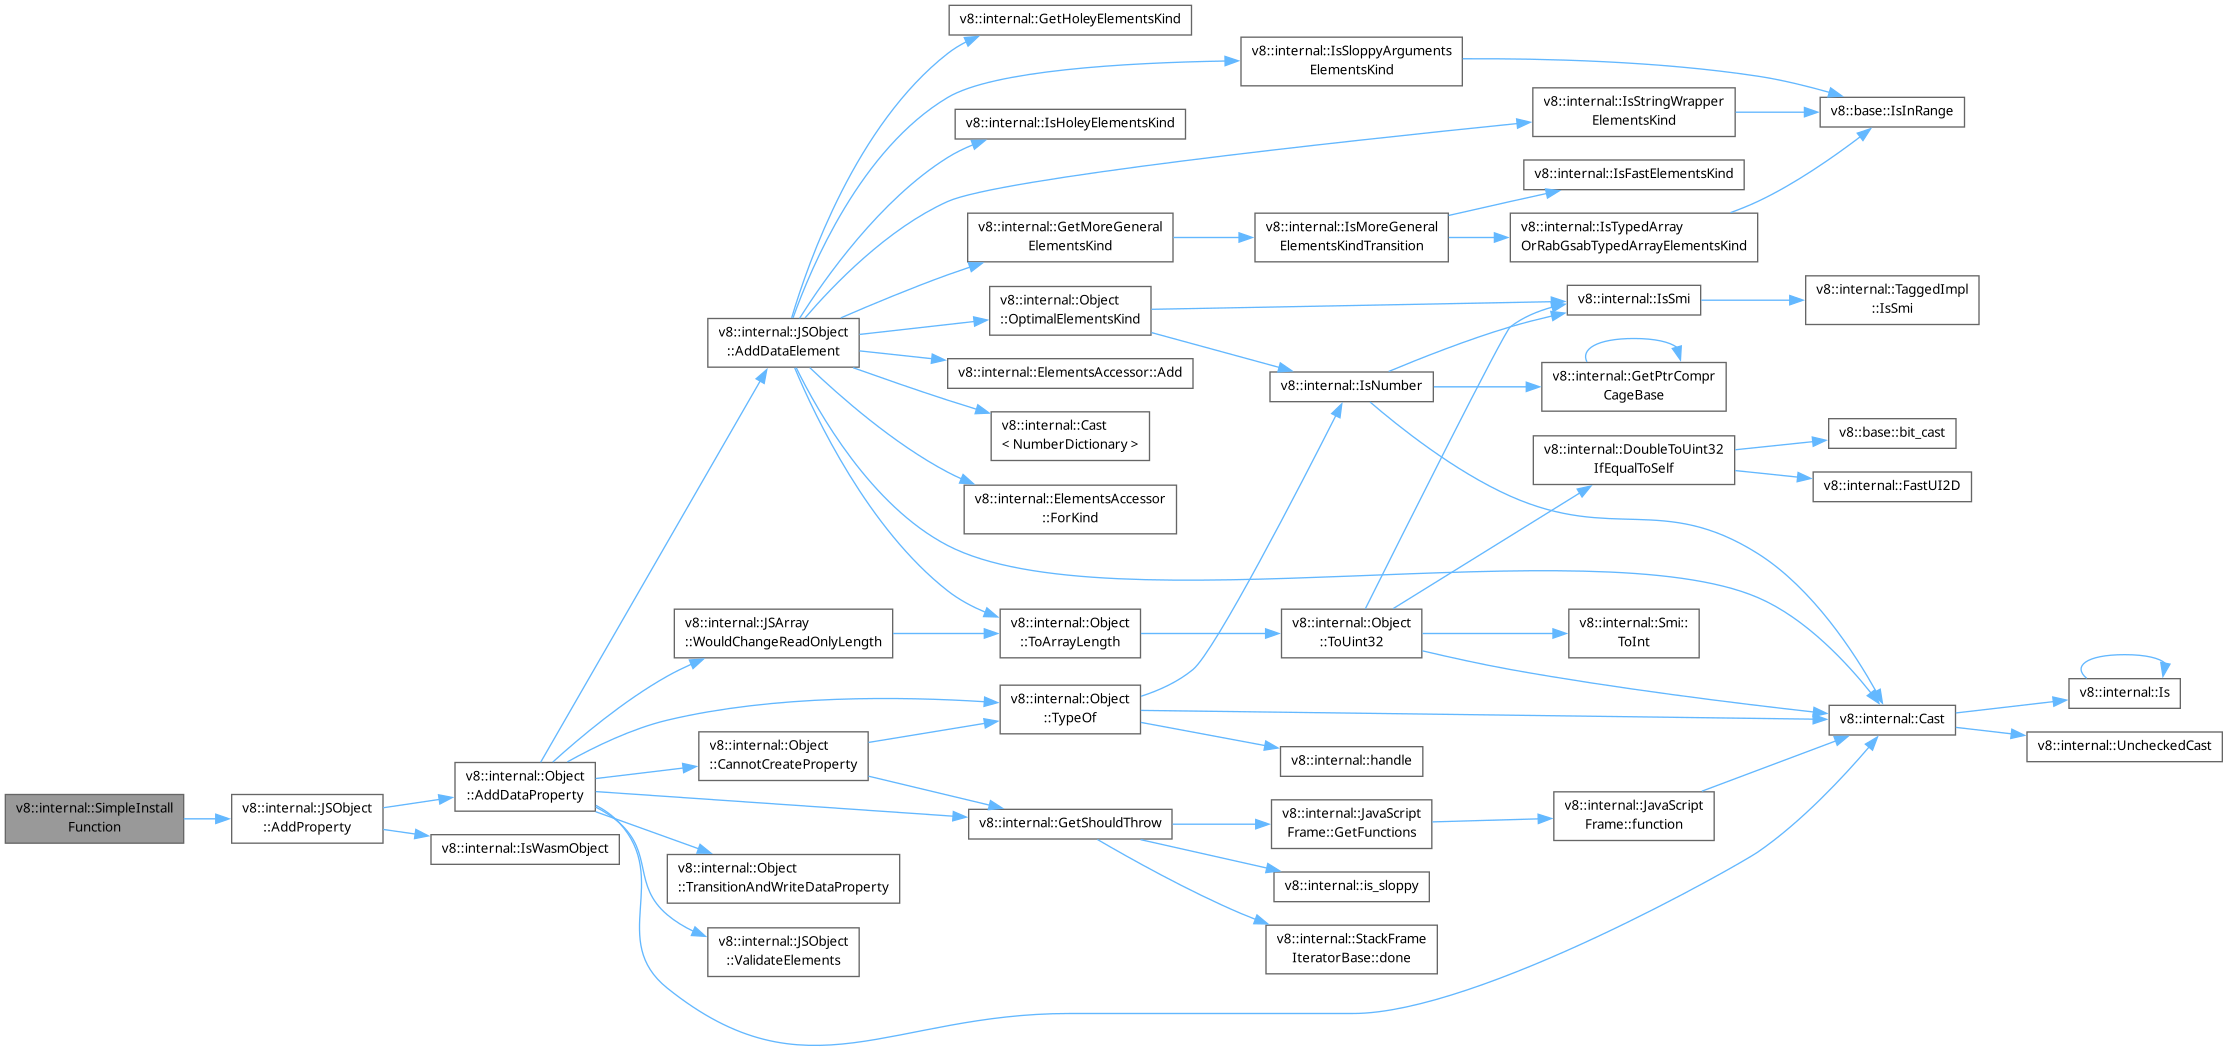 v8::internal::GetHoleyElementsKind
v8::internal::IsSloppyArguments
ElementsKind
v8::internal::IsHoleyElementsKind
v8::internal::IsStringWrapper
ElementsKind
v8::base::IsInRange
v8::internal::IsFastElementsKind
v8::internal::GetMoreGeneral
ElementsKind
v8::internal::IsMoreGeneral
ElementsKindTransition
v8::internal::IsTypedArray
OrRabGsabTypedArrayElementsKind
v8::internal::Object
::OptimalElementsKind
v8::internal::IsSmi
v8::internal::TaggedImpl
::IsSmi
v8::internal::JSObject
::AddDataElement
v8::internal::ElementsAccessor::Add
v8::internal::IsNumber
v8::internal::GetPtrCompr
CageBase
v8::internal::Cast
< NumberDictionary >
v8::base::bit_cast
v8::internal::DoubleToUint32
IfEqualToSelf
v8::internal::FastUI2D
v8::internal::ElementsAccessor
::ForKind
v8::internal::JSArray
::WouldChangeReadOnlyLength
v8::internal::Object
::ToArrayLength
v8::internal::Object
::ToUint32
v8::internal::Smi::
ToInt
v8::internal::Object
::TypeOf
v8::internal::Is
v8::internal::Cast
v8::internal::UncheckedCast
v8::internal::Object
::CannotCreateProperty
v8::internal::handle
v8::internal::Object
::AddDataProperty
v8::internal::SimpleInstall
Function
v8::internal::JSObject
::AddProperty
v8::internal::GetShouldThrow
v8::internal::JavaScript
Frame::GetFunctions
v8::internal::JavaScript
Frame::function
v8::internal::IsWasmObject
v8::internal::Object
::TransitionAndWriteDataProperty
v8::internal::is_sloppy
v8::internal::JSObject
::ValidateElements
v8::internal::StackFrame
IteratorBase::done